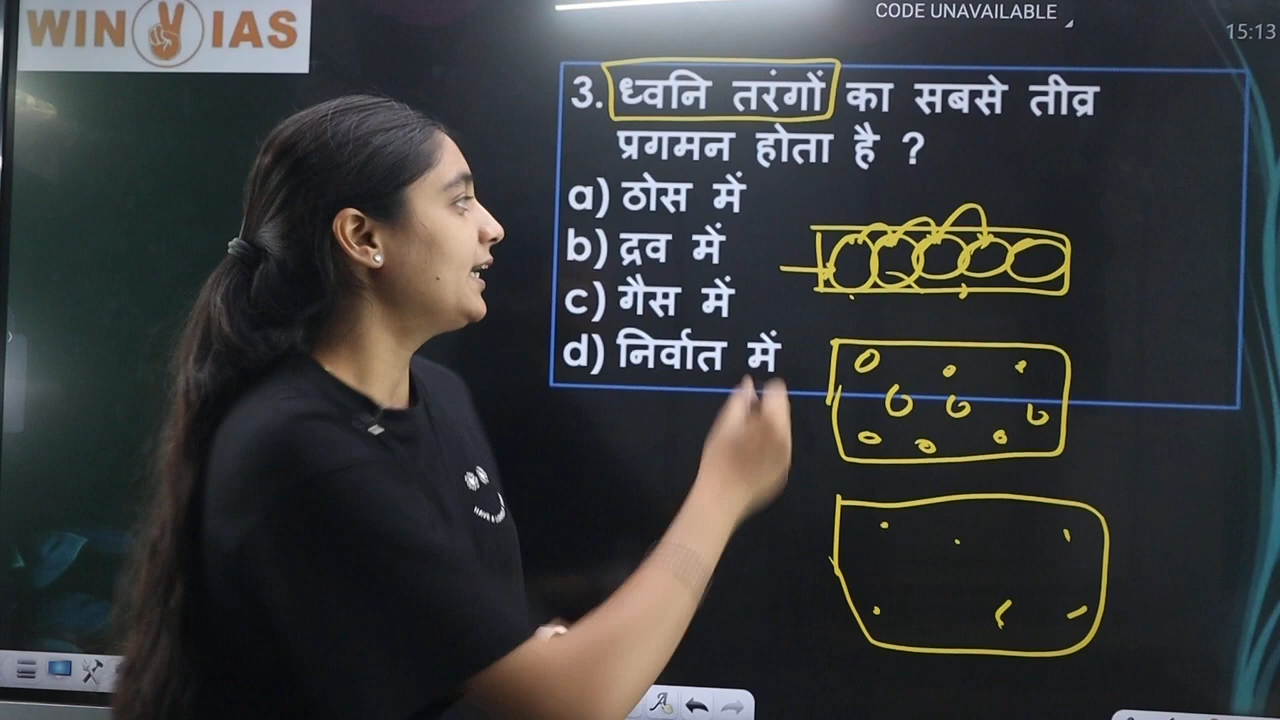 WIN IAS
CODE UNAVAILABLE
15:13
3. ध्वनि तरंगों का सबसे तीव्र
प्रगमन होता है ?
a) ठोस में
b) द्रव में
c) गैस में
d) निर्वात में